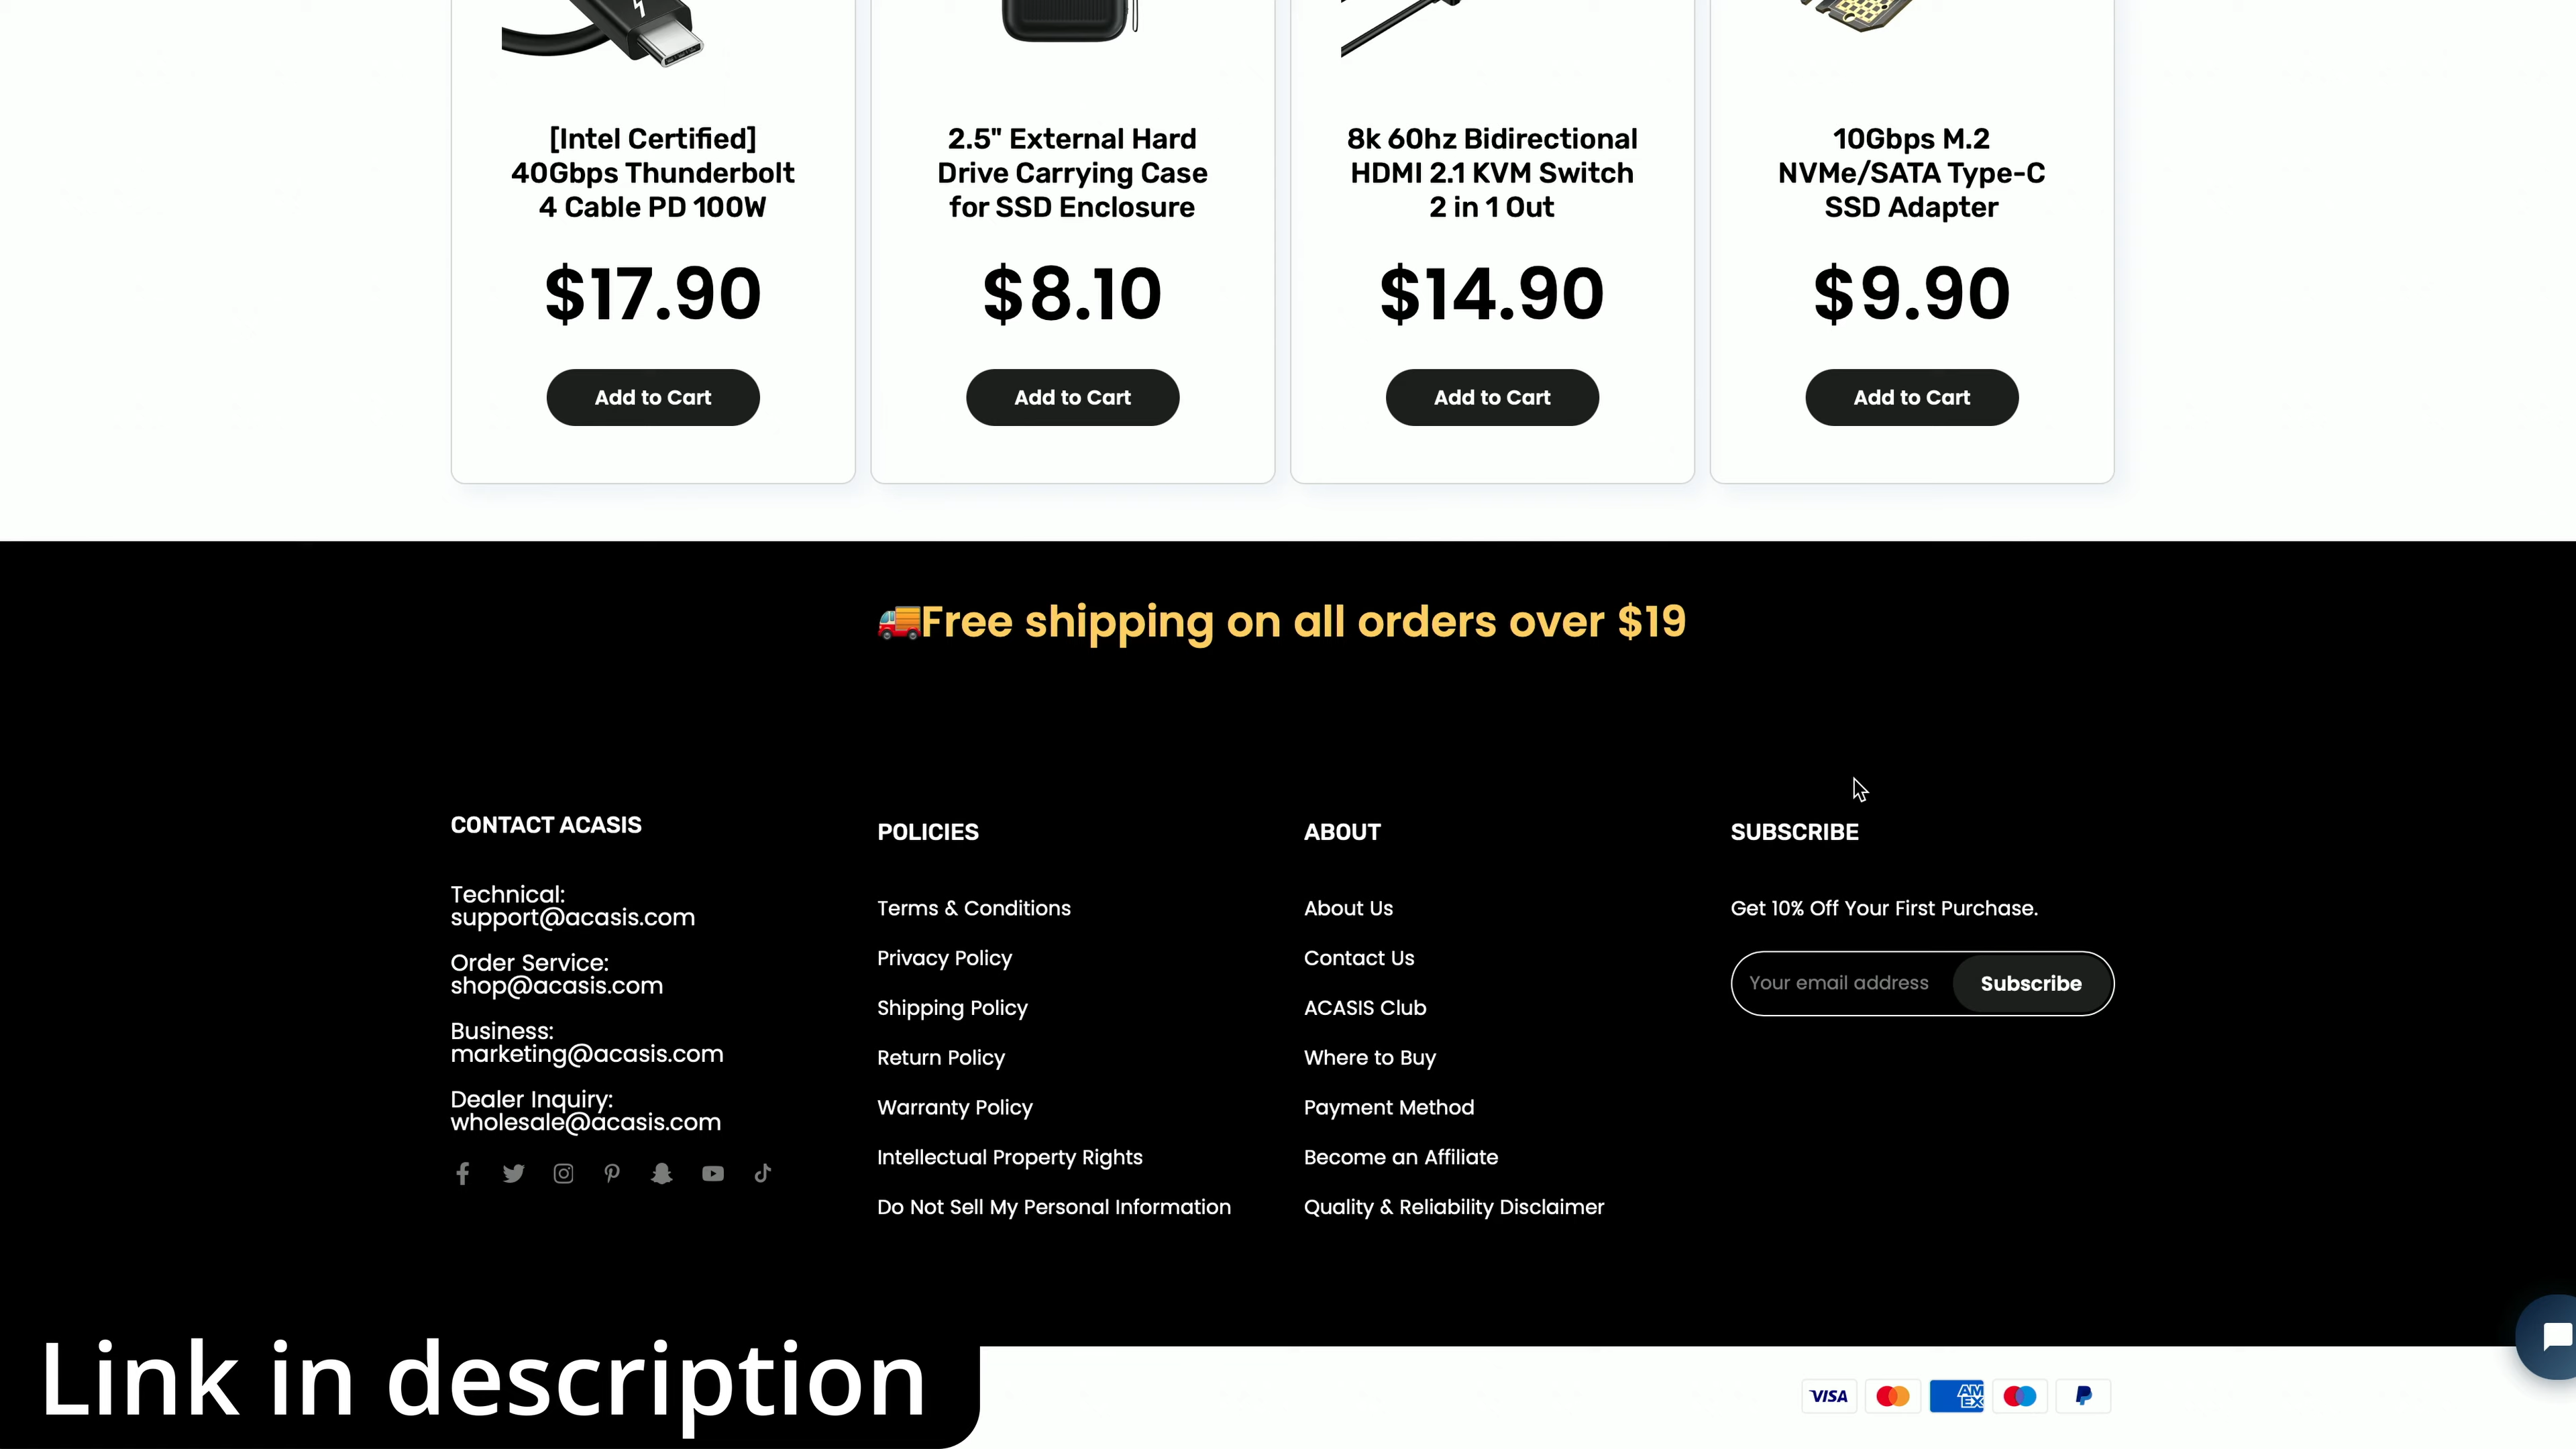 [Intel Certified]
40Gbps Thunderbolt
4 Cable PD 100W
$17.90
Add to Cart
2.5" External Hard
Drive Carrying Case
for SSD Enclosure
$8.10
Add to Cart
8k 60hz Bidirectional
HDMI 2.1 KVM Switch
2 in 1 Out
$14.90
Add to Cart
10Gbps M.2
NVMe/SATA Type-C
SSD Adapter
$9.90
Add to Cart
🚚Free shipping on all orders over $19
CONTACT ACASIS
Technical:
support@acasis.com
Order Service:
shop@acasis.com
Business:
marketing@acasis.com
Dealer Inquiry:
wholesale@acasis.com
POLICIES
Terms & Conditions
Privacy Policy
Shipping Policy
Return Policy
Warranty Policy
Intellectual Property Rights
Do Not Sell My Personal Information
ABOUT
About Us
Contact Us
ACASIS Club
Where to Buy
Payment Method
Become an Affiliate
Quality & Reliability Disclaimer
SUBSCRIBE
Get 10% Off Your First Purchase.
Your email address
Subscribe
Link in description
VISA
AM
EX